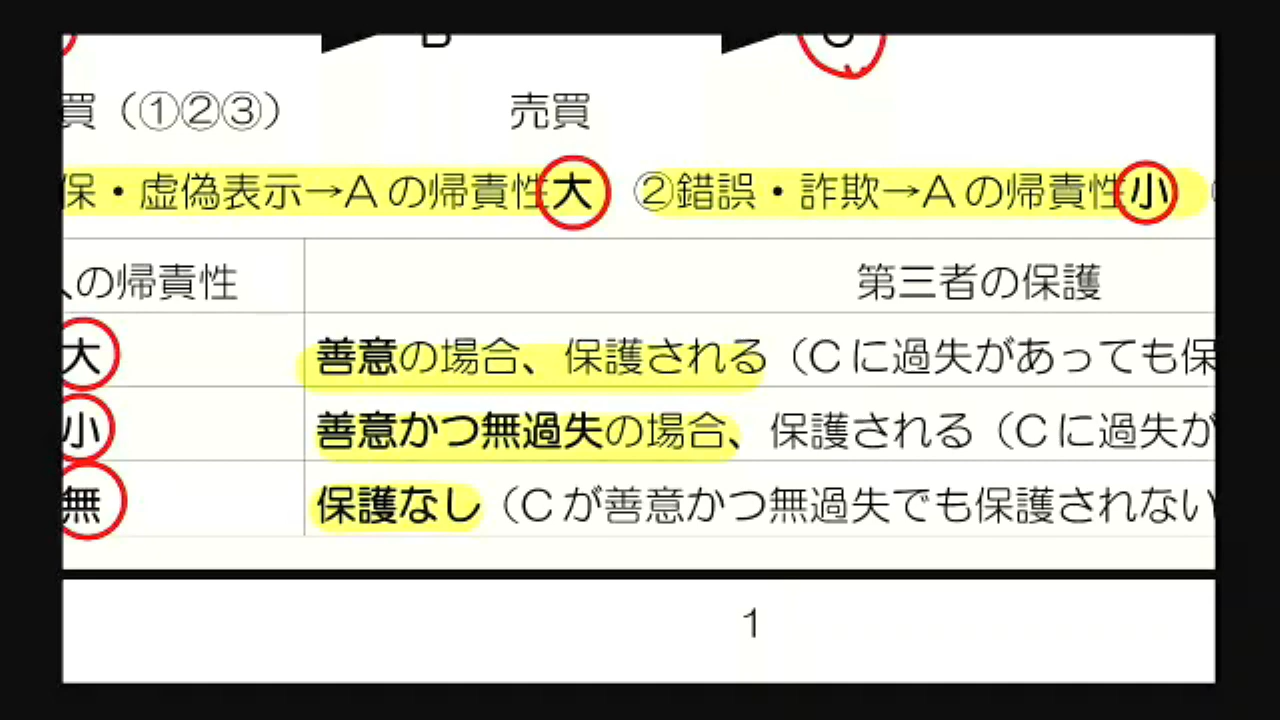 B C
買（①②③） 売買
保・虚偽表示→Aの帰責性大 ②錯誤・詐欺→Aの帰責性小
の帰責性 第三者の保護
大 善意の場合、保護される（Cに過失があっても保
小 善意かつ無過失の場合、保護される（Cに過失が
無 保護なし（Cが善意かつ無過失でも保護されない
1